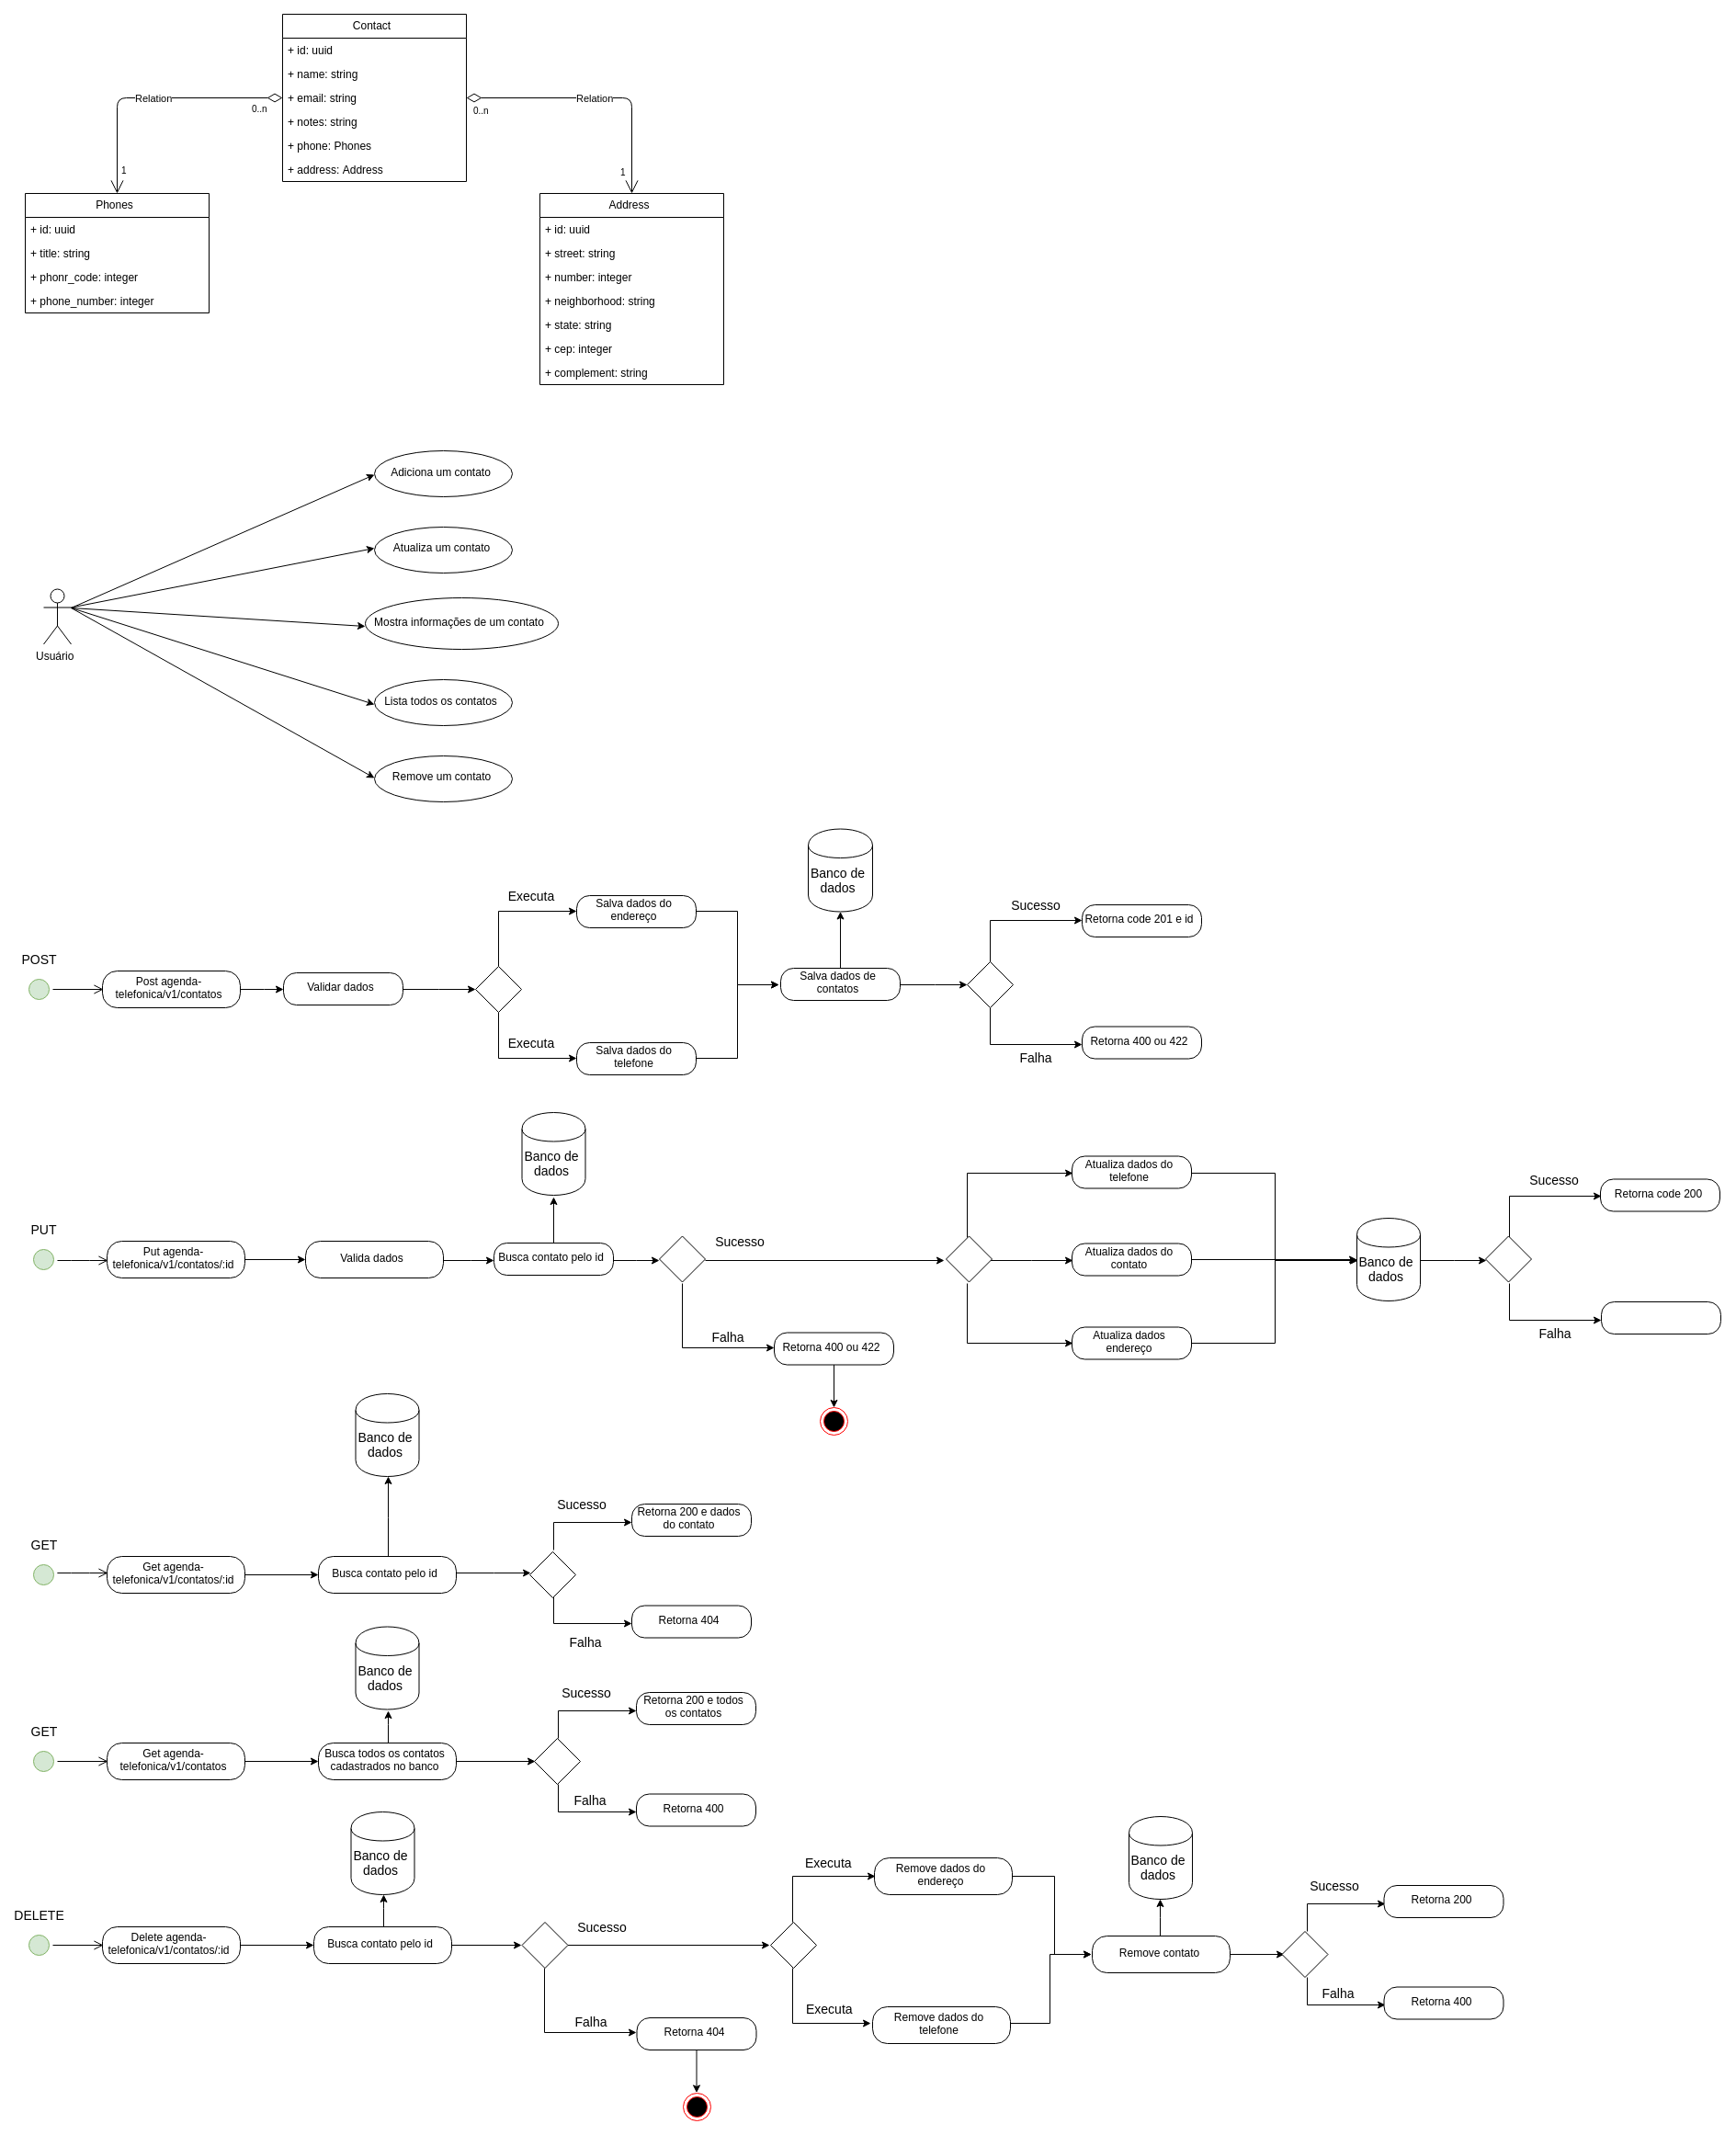 Contact
+ id: uuid
+ name: string
+ email: string
+ notes: string
+ phone: Phones
+ address: Address
Relation
0..n
1
Relation
0..n
1
Phones
+ id: uuid
+ title: string
+ phonr_code: integer
+ phone_number: integer
Address
+ id: uuid
+ street: string
+ number: integer
+ neighborhood: string
+ state: string
+ cep: integer
+ complement: string
Usuário
Adiciona um contato
Atualiza um contato
Mostra informações de um contato
Lista todos os contatos
Remove um contato
POST
Post agenda-
telefonica/v1/contatos
Validar dados
Executa
Salva dados do
endereço
Executa
Salva dados do
telefone
Banco de
dados
Salva dados de
contatos
Sucesso
Retorna code 201 e id
Falha
Retorna 400 ou 422
PUT
Put agenda-
telefonica/v1/contatos/:id
Valida dados
Banco de
dados
Busca contato pelo id
Sucesso
Falha
Retorna 400 ou 422
Atualiza dados do
telefone
Atualiza dados do
contato
Atualiza dados
endereço
Banco de
dados
Sucesso
Retorna code 200
Falha
GET
Get agenda-
telefonica/v1/contatos/:id
Banco de
dados
Busca contato pelo id
Sucesso
Retorna 200 e dados
do contato
Falha
Retorna 404
GET
Get agenda-
telefonica/v1/contatos
Banco de
dados
Busca todos os contatos
cadastrados no banco
Sucesso
Retorna 200 e todos
os contatos
Falha
Retorna 400
DELETE
Delete agenda-
telefonica/v1/contatos/:id
Banco de
dados
Busca contato pelo id
Sucesso
Falha
Retorna 404
Executa
Remove dados do
endereço
Executa
Remove dados do
telefone
Banco de
dados
Remove contato
Sucesso
Retorna 200
Falha
Retorna 400